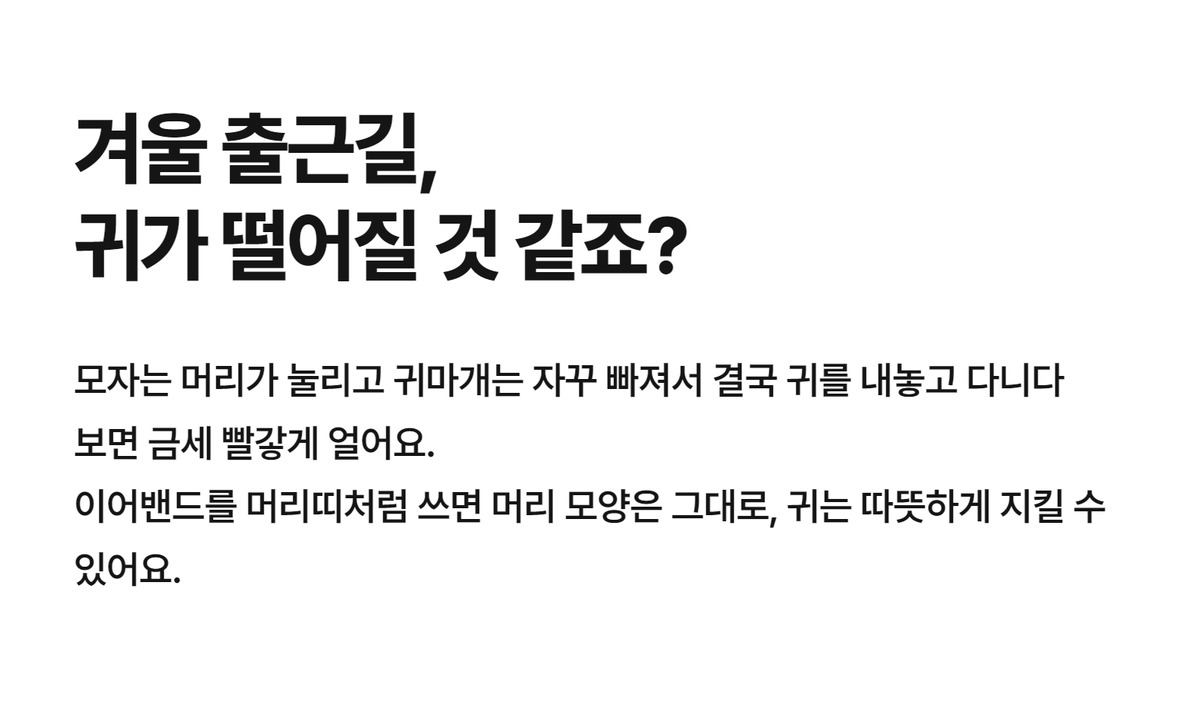 겨울 출근길,
귀가 떨어질 것 같죠?
모자는 머리가 눌리고 귀마개는 자꾸 빠져서 결국 귀를 내놓고 다니다
보면 금세 빨갛게 얼어요.
이어밴드를 머리띠처럼 쓰면 머리 모양은 그대로, 귀는 따뜻하게 지킬 수
있어요.